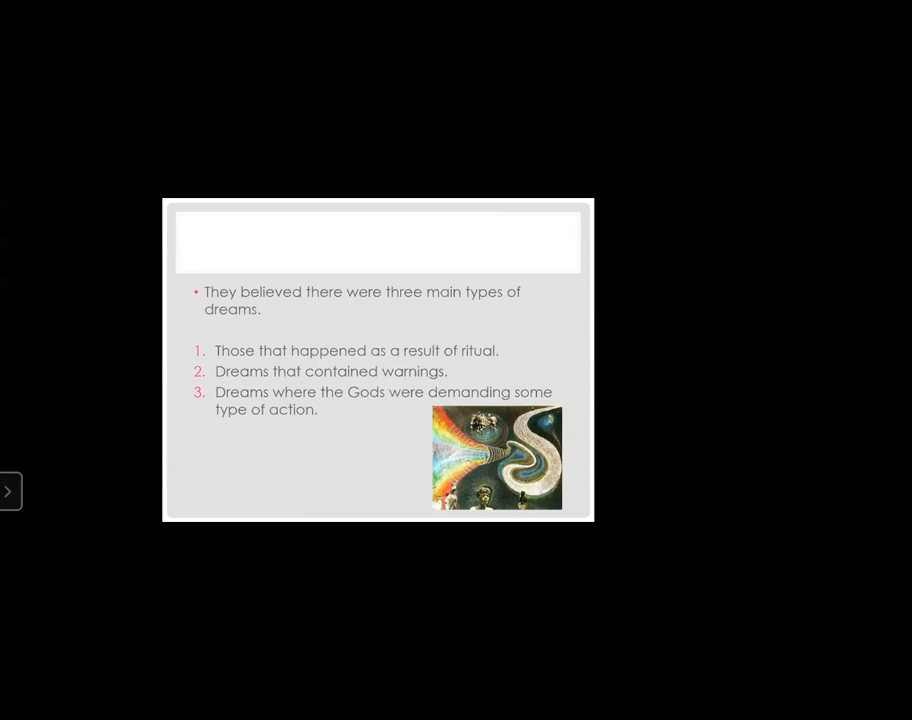 • They believed there were three main types of
dreams.
1. Those that happened as a result of ritual.
2. Dreams that contained warnings.
3. Dreams where the Gods were demanding some
type of action.